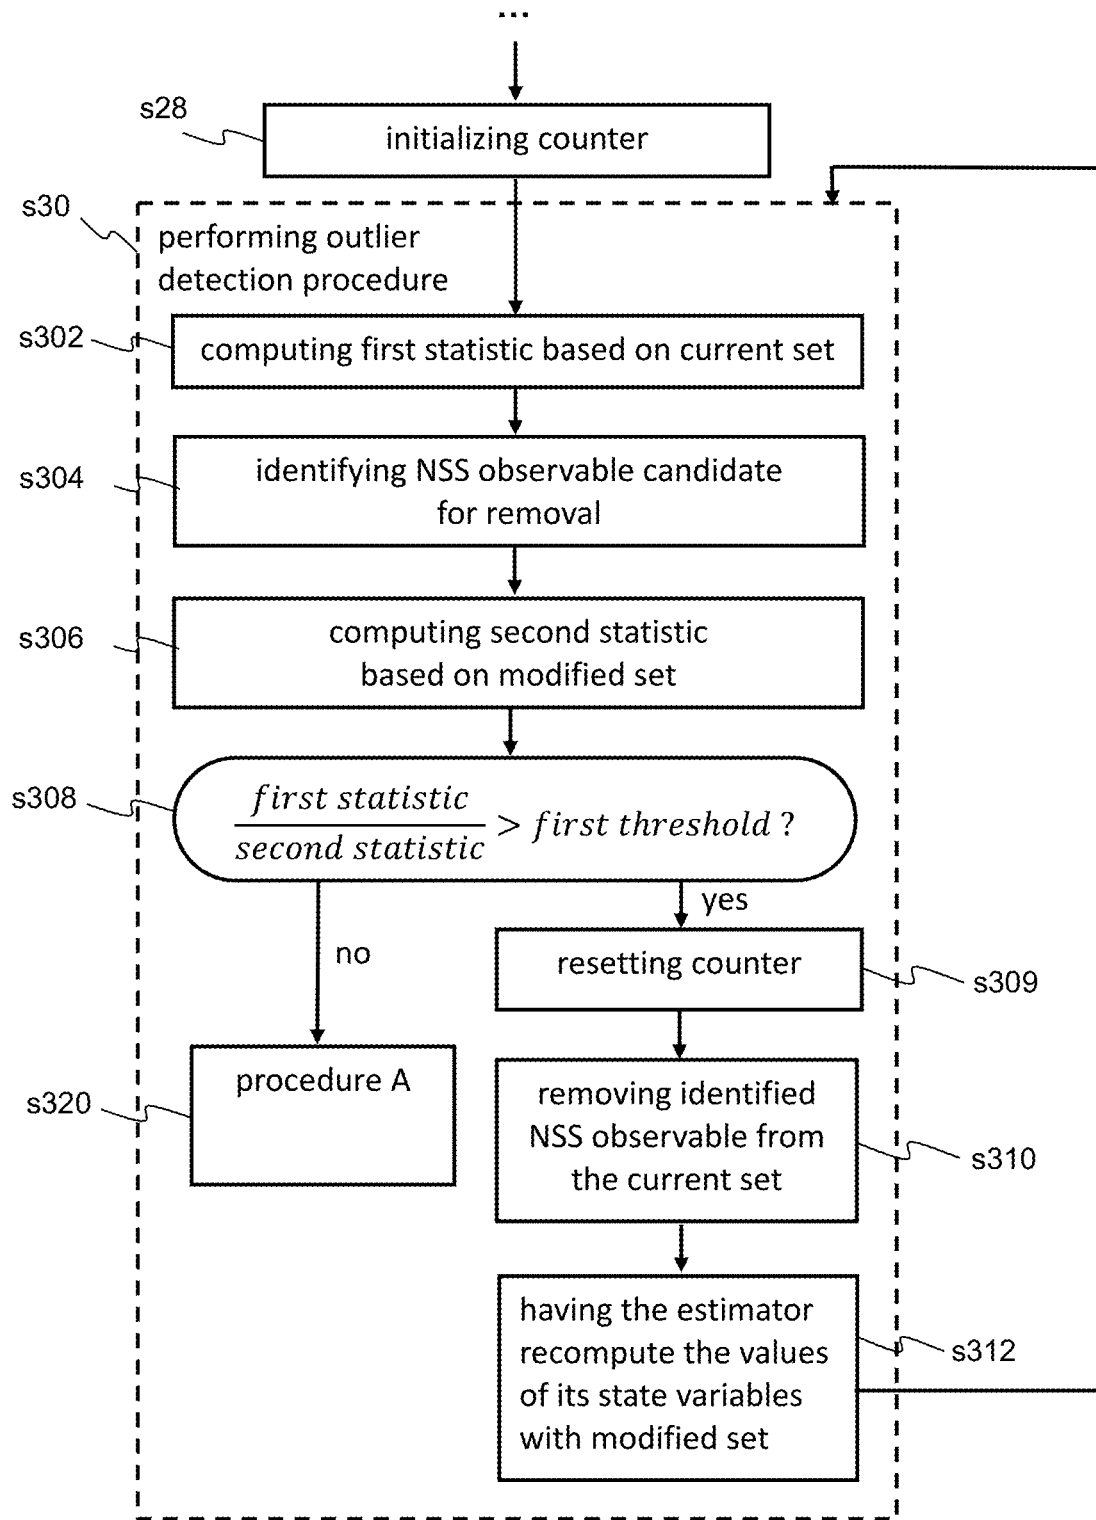 ...
s28
initializing counter
s30
performing outlier
detection procedure
s302
computing first statistic based on current set
s304
identifying NSS observable candidate
for removal
s306
computing second statistic
based on modified set
s308
first statistic
second statistic
> first threshold ?
yes
no
resetting counter
s309
procedure A
s320
removing identified
NSS observable from
the current set
s310
having the estimator
recompute the values
of its state variables
with modified set
s312